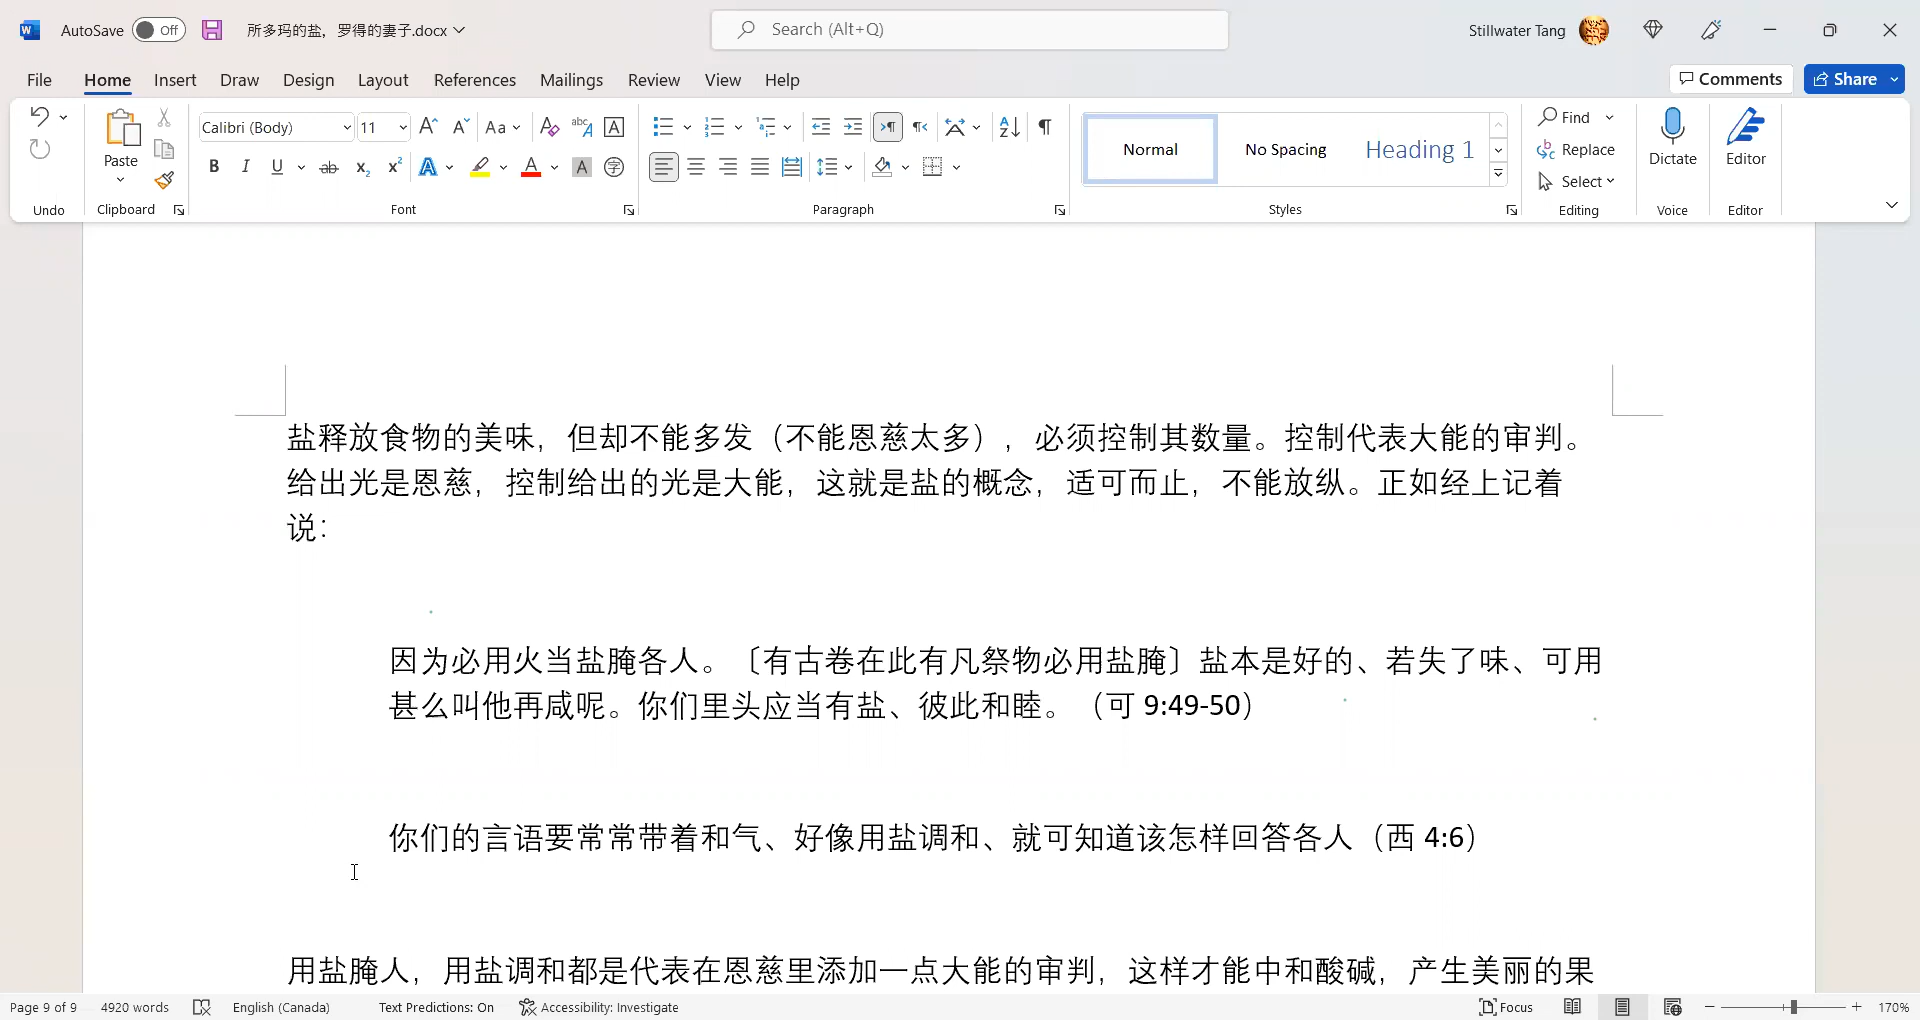 AutoSave Off 所多玛的盐，罗得的妻子.docx Search (Alt+Q) Stillwater Tang
File Home Insert Draw Design Layout References Mailings Review View Help Comments Share
Calibri (Body) 11 Aa
Paste Normal No Spacing Heading 1 Find Replace Select Dictate Editor
Undo Clipboard Font Paragraph Styles Editing Voice Editor
盐释放食物的美味，但却不能多发（不能恩慈太多），必须控制其数量。控制代表大能的审判。
给出光是恩慈，控制给出的光是大能，这就是盐的概念，适可而止，不能放纵。正如经上记着
说：
因为必用火当盐腌各人。〔有古卷在此有凡祭物必用盐腌〕盐本是好的、若失了味、可用
甚么叫他再咸呢。你们里头应当有盐、彼此和睦。（可 9:49-50）
你们的言语要常常带着和气、好像用盐调和、就可知道该怎样回答各人（西 4:6）
用盐腌人，用盐调和都是代表在恩慈里添加一点大能的审判，这样才能中和酸碱，产生美丽的果
Page 9 of 9 4920 words English (Canada) Text Predictions: On Accessibility: Investigate Focus 170%